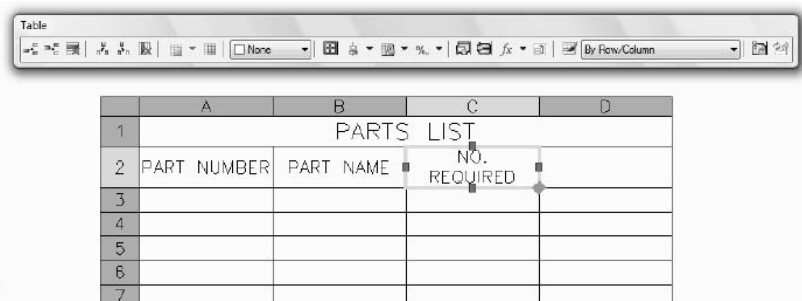 Table
None
By Row/Column
A B C D
1 PARTS LIST
2 PART NUMBER PART NAME NO. REQUIRED
3
4
5
6
7